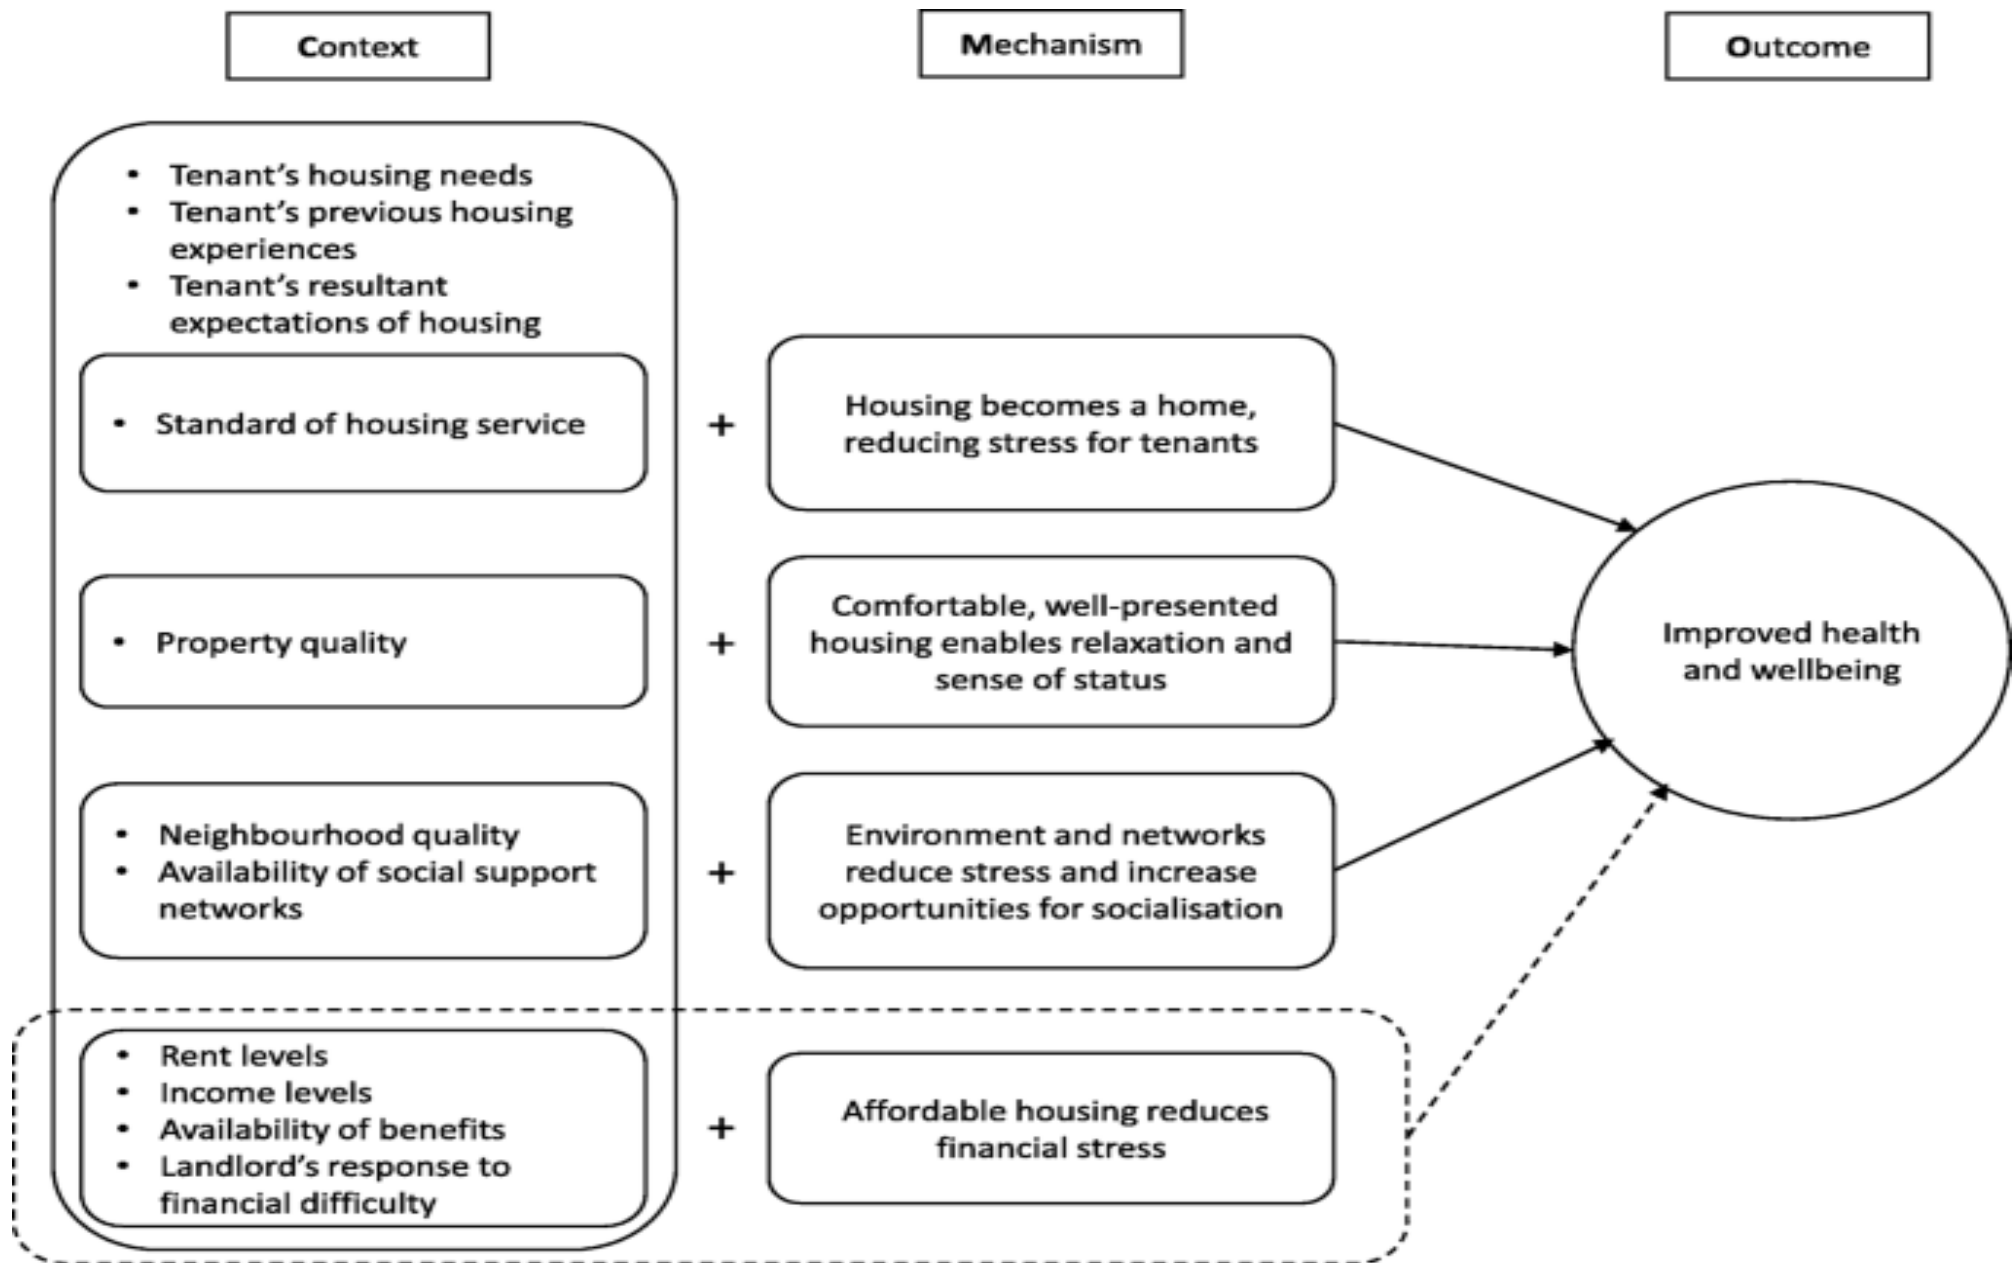 Context
Mechanism
Outcome
• Tenant's housing needs
• Tenant's previous housing
experiences
• Tenant's resultant
expectations of housing
• Standard of housing service
+
Housing becomes a home,
reducing stress for tenants
• Property quality
+
Comfortable, well-presented
housing enables relaxation and
sense of status
Improved health
and wellbeing
• Neighbourhood quality
• Availability of social support
networks
+
Environment and networks
reduce stress and increase
opportunities for socialisation
• Rent levels
• Income levels
• Availability of benefits
• Landlord's response to
financial difficulty
+
Affordable housing reduces
financial stress